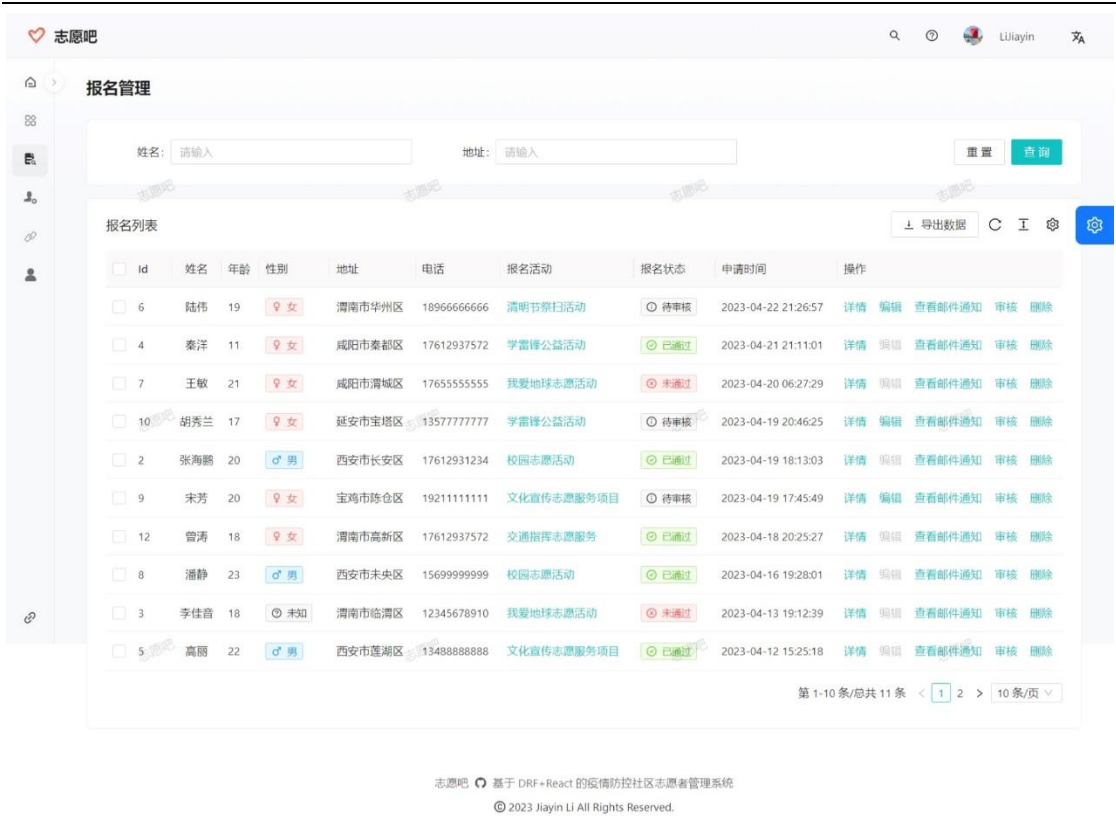 志愿吧 LiJiayin
报名管理
姓名: 请输入 地址: 请输入 重 置 查 询
志愿吧 志愿吧 志愿吧 志愿吧
报名列表 导出数据
Id 姓名 年龄 性别 地址 电话 报名活动 报名状态 申请时间 操作
6 陆伟 19 女 渭南市华州区 18966666666 清明节祭扫活动 待审核 2023-04-22 21:26:57 详情 编辑 查看邮件通知 审核 删除
4 秦洋 11 女 咸阳市秦都区 17612937572 学雷锋公益活动 已通过 2023-04-21 21:11:01 详情 编辑 查看邮件通知 审核 删除
7 王敏 21 女 咸阳市渭城区 17655555555 我爱地球志愿活动 未通过 2023-04-20 06:27:29 详情 编辑 查看邮件通知 审核 删除
10 胡秀兰 17 女 延安市宝塔区 13577777777 学雷锋公益活动 待审核 2023-04-19 20:46:25 详情 编辑 查看邮件通知 审核 删除
2 张海鹏 20 男 西安市长安区 17612931234 校园志愿活动 已通过 2023-04-19 18:13:03 详情 编辑 查看邮件通知 审核 删除
9 宋芳 20 女 宝鸡市陈仓区 19211111111 文化宣传志愿服务项目 待审核 2023-04-19 17:45:49 详情 编辑 查看邮件通知 审核 删除
12 曾涛 18 女 渭南市高新区 17612937572 交通指挥志愿服务 已通过 2023-04-18 20:25:27 详情 编辑 查看邮件通知 审核 删除
8 潘静 23 男 西安市未央区 15699999999 校园志愿活动 已通过 2023-04-16 19:28:01 详情 编辑 查看邮件通知 审核 删除
3 李佳音 18 未知 渭南市临渭区 12345678910 我爱地球志愿活动 未通过 2023-04-13 19:12:39 详情 编辑 查看邮件通知 审核 删除
5 高丽 22 男 西安市莲湖区 13488888888 文化宣传志愿服务项目 已通过 2023-04-12 15:25:18 详情 编辑 查看邮件通知 审核 删除
第 1-10 条/总共 11 条 < 1 2 > 10 条/页
志愿吧 基于 DRF+React 的疫情防控社区志愿者管理系统
© 2023 Jiayin Li All Rights Reserved.